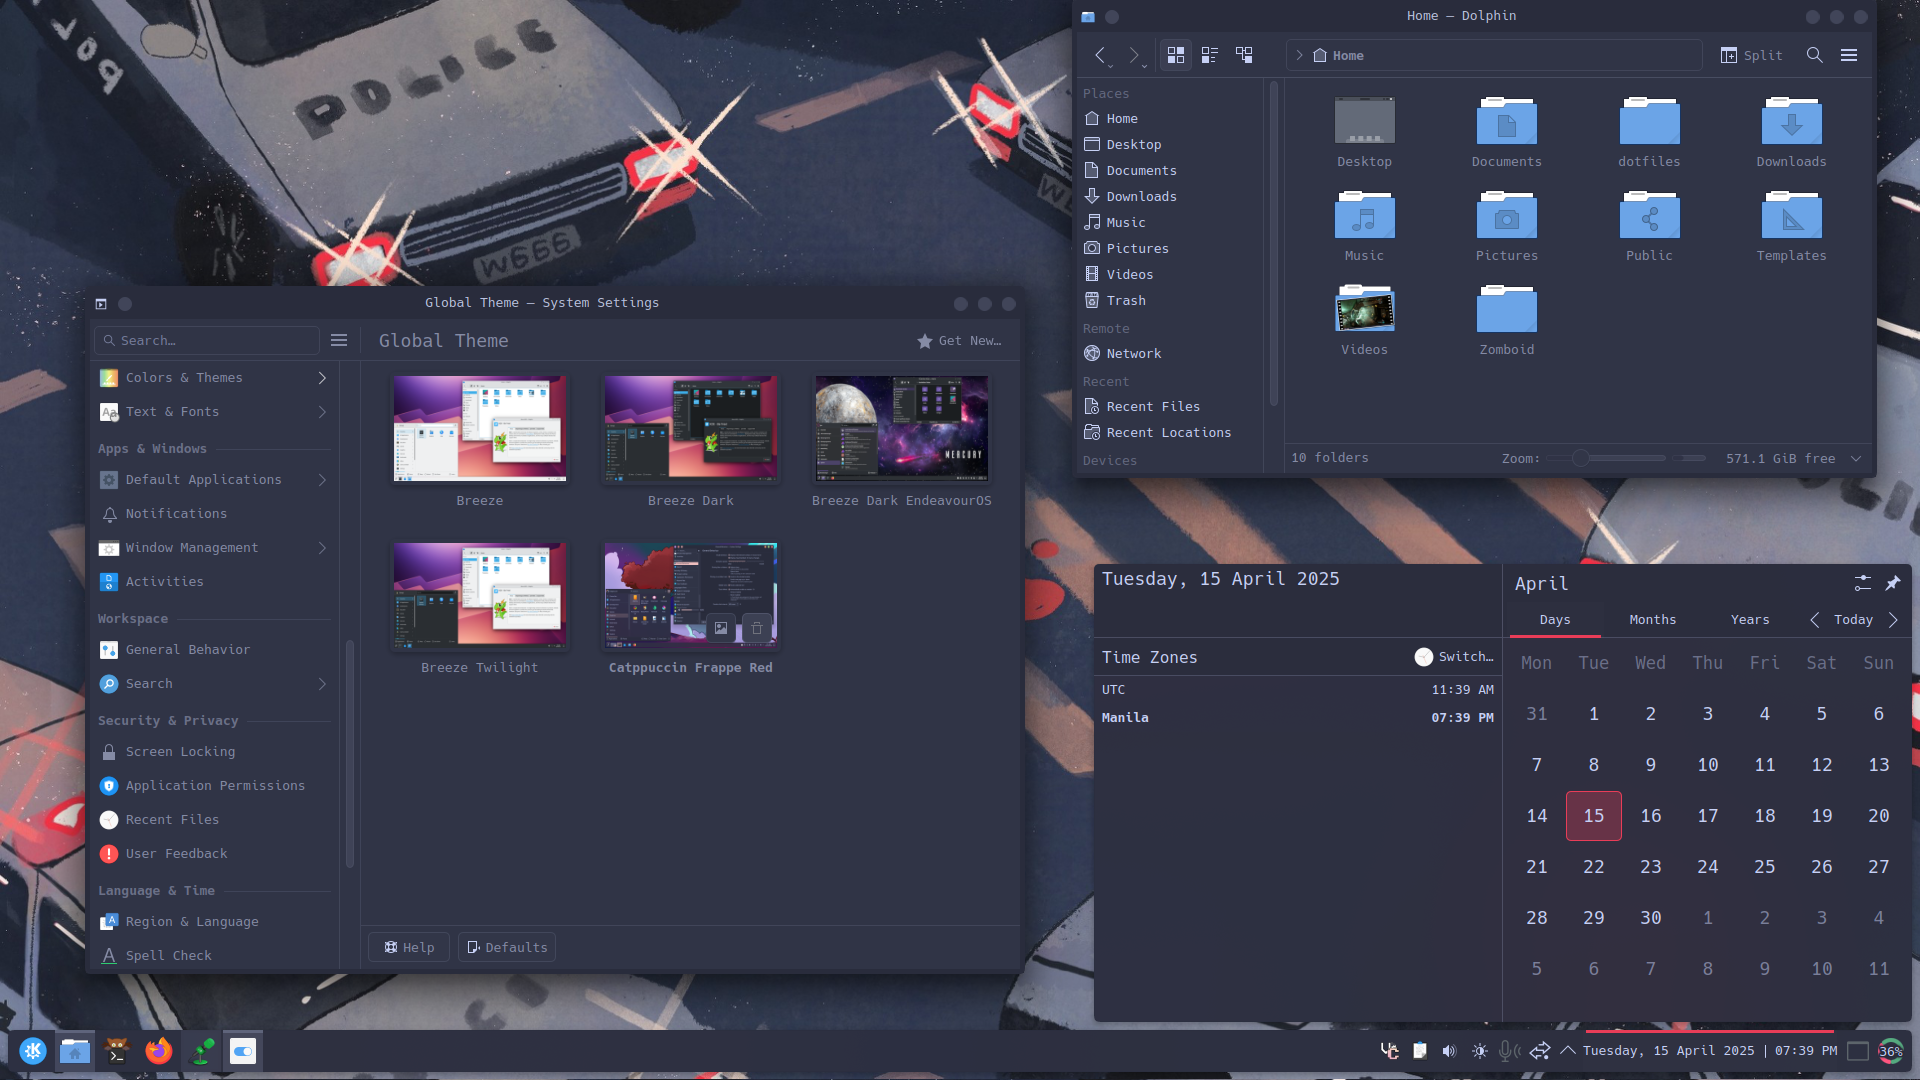 POLICE
W666
Home — Dolphin
Home
Split
Places
Home
Desktop
Documents
Downloads
Music
Pictures
Videos
Trash
Remote
Network
Recent
Recent Files
Recent Locations
Devices
Desktop
Documents
dotfiles
Downloads
Music
Pictures
Public
Templates
Videos
Zomboid
10 folders
Zoom:
571.1 GiB free
Global Theme — System Settings
Search…
Global Theme
Get New…
Colors & Themes
Text & Fonts
Apps & Windows
Default Applications
Notifications
Window Management
Activities
Workspace
General Behavior
Search
Security & Privacy
Screen Locking
Application Permissions
Recent Files
User Feedback
Language & Time
Region & Language
Spell Check
Breeze
Breeze Dark
MERCURY
Breeze Dark EndeavourOS
Breeze Twilight
Catppuccin Frappe Red
Help
Defaults
Tuesday, 15 April 2025
Time Zones
Switch…
UTC 11:39 AM
Manila 07:39 PM
April
Days Months Years Today
Mon Tue Wed Thu Fri Sat Sun
31 1 2 3 4 5 6
7 8 9 10 11 12 13
14 15 16 17 18 19 20
21 22 23 24 25 26 27
28 29 30 1 2 3 4
5 6 7 8 9 10 11
Tuesday, 15 April 2025 | 07:39 PM
36%